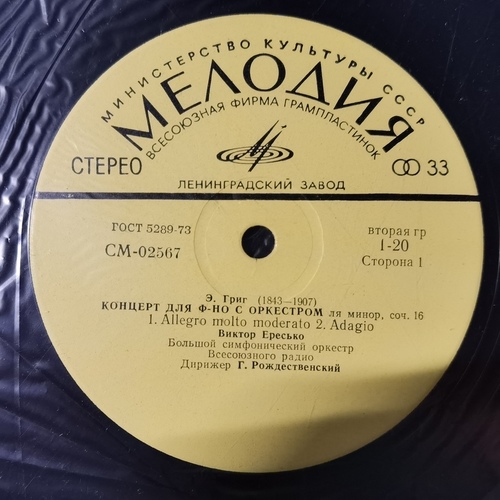 МИНИСТЕРСТВО КУЛЬТУРЫ СССР
МЕЛОДИЯ
ВСЕСОЮЗНАЯ ФИРМА ГРАМПЛАСТИНОК
СТЕРЕО
33
ЛЕНИНГРАДСКИЙ ЗАВОД
ГОСТ 5289-73
вторая гр
СМ-02567
1-20
Сторона 1
Э. Григ (1843—1907)
КОНЦЕРТ ДЛЯ Ф-НО С ОРКЕСТРОМ ля минор, соч. 16
1. Allegro molto moderato 2. Adagio
Виктор Ересько
Большой симфонический оркестр
Всесоюзного радио
Дирижер Г. Рождественский